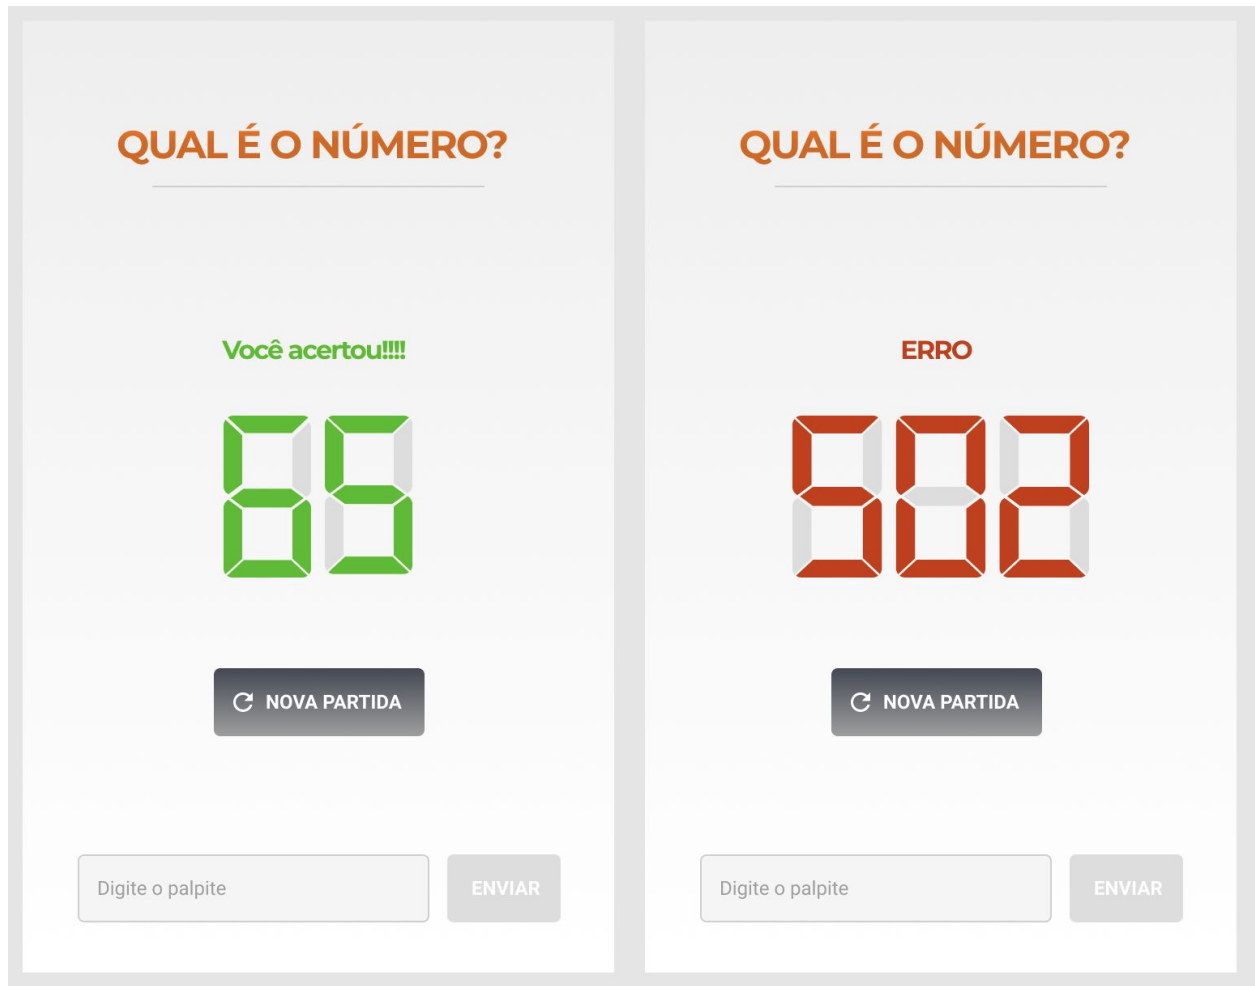 QUAL É O NÚMERO?
Você acertou!!!!
65
NOVA PARTIDA
Digite o palpite
ENVIAR
QUAL É O NÚMERO?
ERRO
502
NOVA PARTIDA
Digite o palpite
ENVIAR